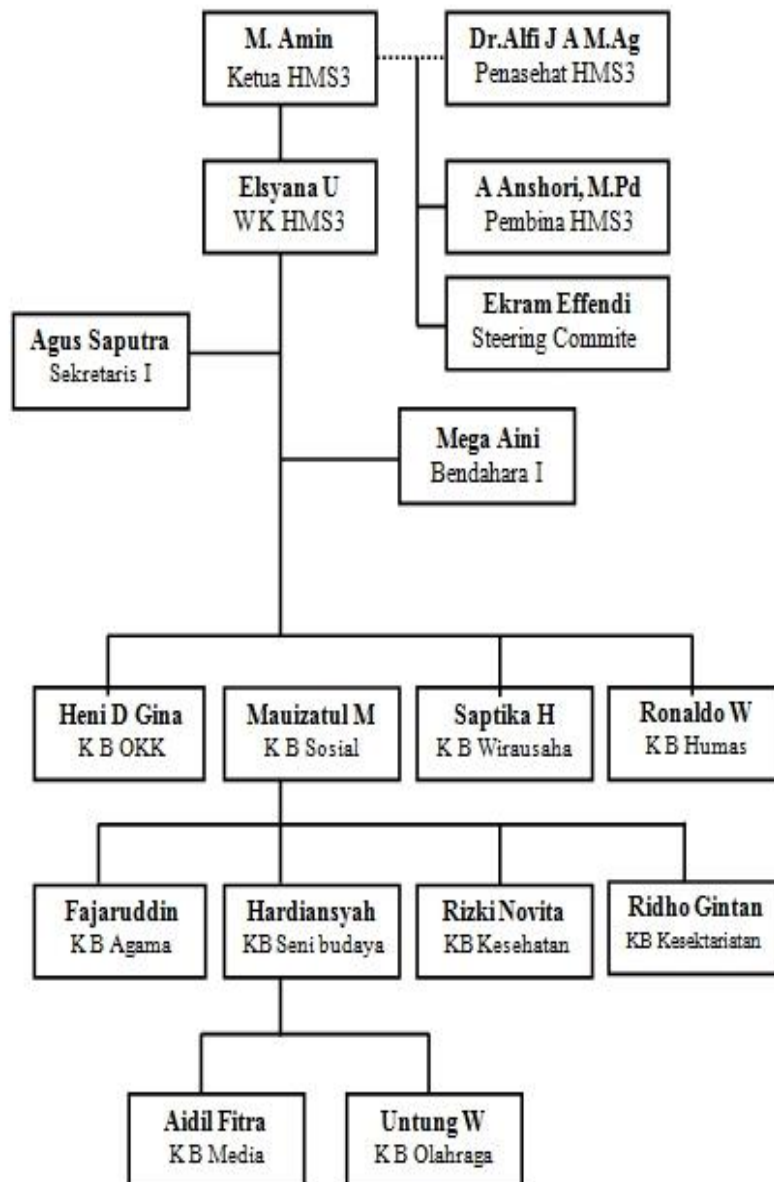 M. Amin
Ketua HMS3
Dr.Alfi J A M.Ag
Penasehat HMS3
Elsyana U
W K HMS3
A Anshori, M.Pd
Pembina HMS3
Ekram Effendi
Steering Commite
Agus Saputra
Sekretaris I
Mega Aini
Bendahara I
Heni D Gina
K B OKK
Mauizatul M
K B Sosial
Saptika H
K B Wirausaha
Ronaldo W
K B Humas
Fajaruddin
K B Agama
Hardiansyah
KB Seni budaya
Rizki Novita
KB Kesehatan
Ridho Gintan
KB Kesektariatan
Aidil Fitra
K B Media
Untung W
K B Olahraga